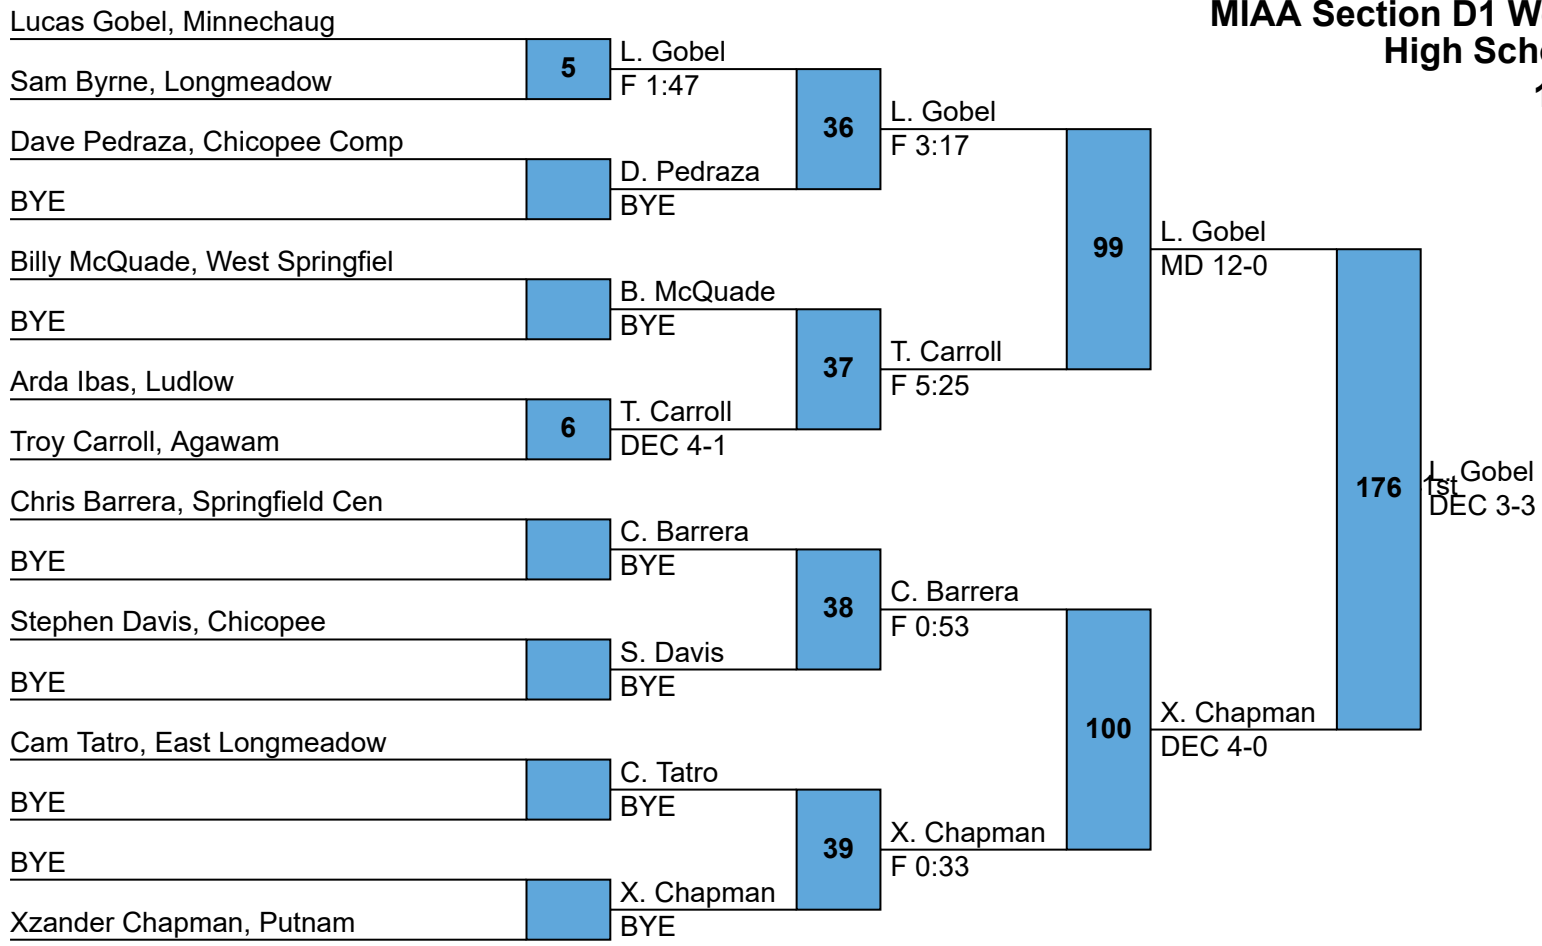 MIAA Section D1 W
High Sch
Lucas Gobel, Minnechaug
Sam Byrne, Longmeadow
Dave Pedraza, Chicopee Comp
BYE
Billy McQuade, West Springfiel
BYE
Arda Ibas, Ludlow
Troy Carroll, Agawam
Chris Barrera, Springfield Cen
BYE
Stephen Davis, Chicopee
BYE
Cam Tatro, East Longmeadow
BYE
BYE
Xzander Chapman, Putnam
5
6
L. Gobel
F 1:47
D. Pedraza
BYE
B. McQuade
BYE
T. Carroll
DEC 4-1
C. Barrera
BYE
S. Davis
BYE
C. Tatro
BYE
X. Chapman
BYE
36
37
38
39
L. Gobel
F 3:17
T. Carroll
F 5:25
C. Barrera
F 0:53
X. Chapman
F 0:33
99
100
L. Gobel
MD 12-0
X. Chapman
DEC 4-0
176
1st
L. Gobel
DEC 3-3